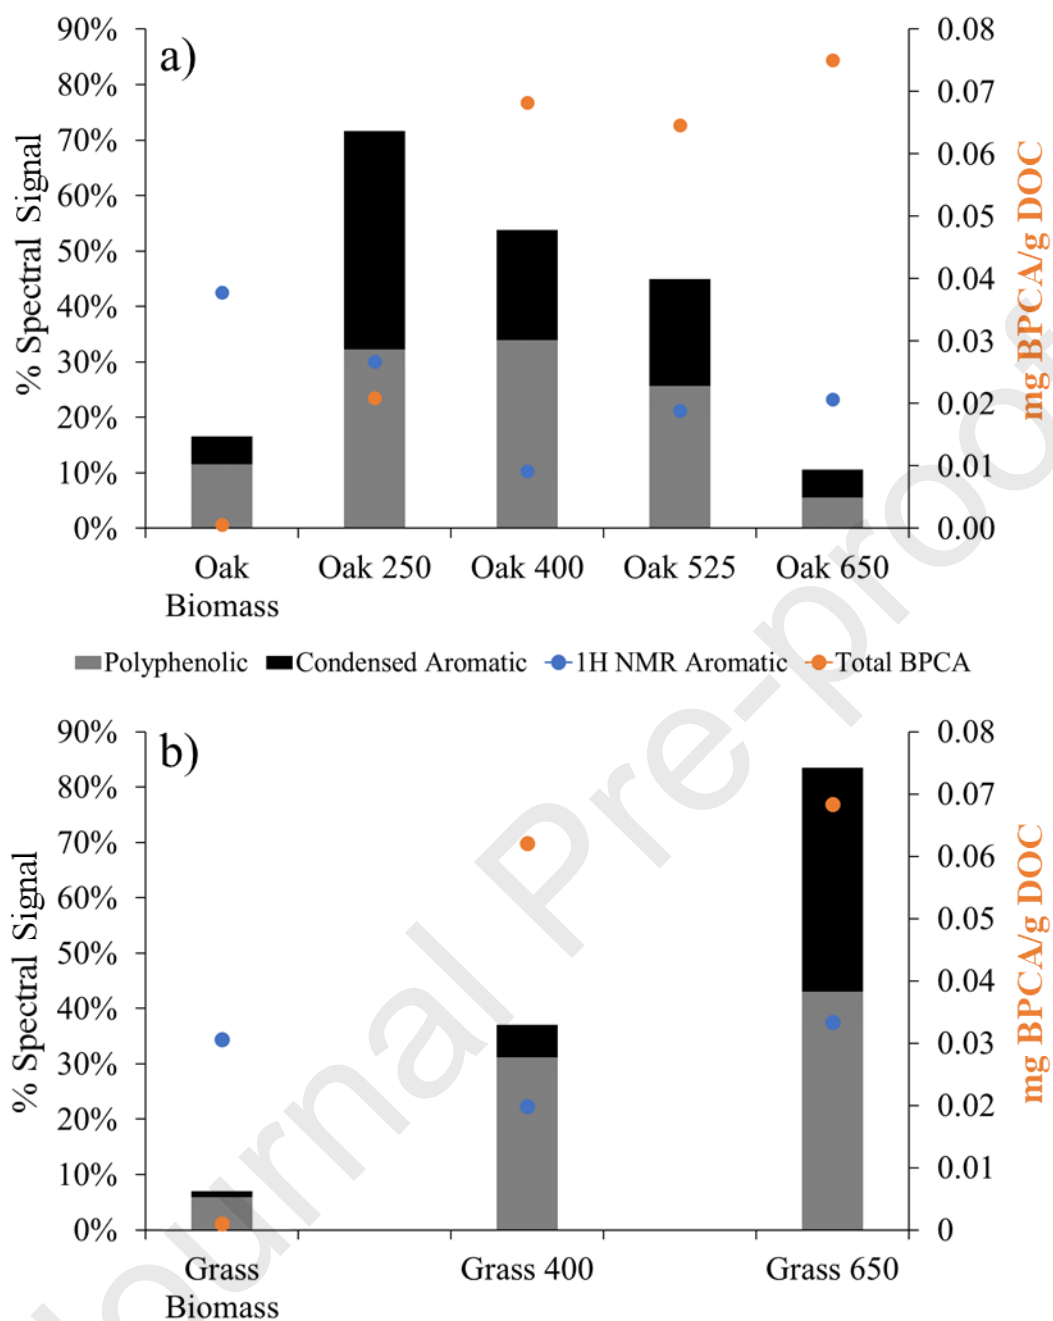 a)
90%
80%
70%
60%
50%
40%
30%
20%
10%
0%
% Spectral Signal
0.08
0.07
0.06
0.05
0.04
0.03
0.02
0.01
0.00
mg BPCA/g DOC
Oak Biomass
Oak 250
Oak 400
Oak 525
Oak 650
Polyphenolic Condensed Aromatic 1H NMR Aromatic Total BPCA
b)
90%
80%
70%
60%
50%
40%
30%
20%
10%
0%
% Spectral Signal
0.08
0.07
0.06
0.05
0.04
0.03
0.02
0.01
0
mg BPCA/g DOC
Grass Biomass
Grass 400
Grass 650
Journal Pre-proof